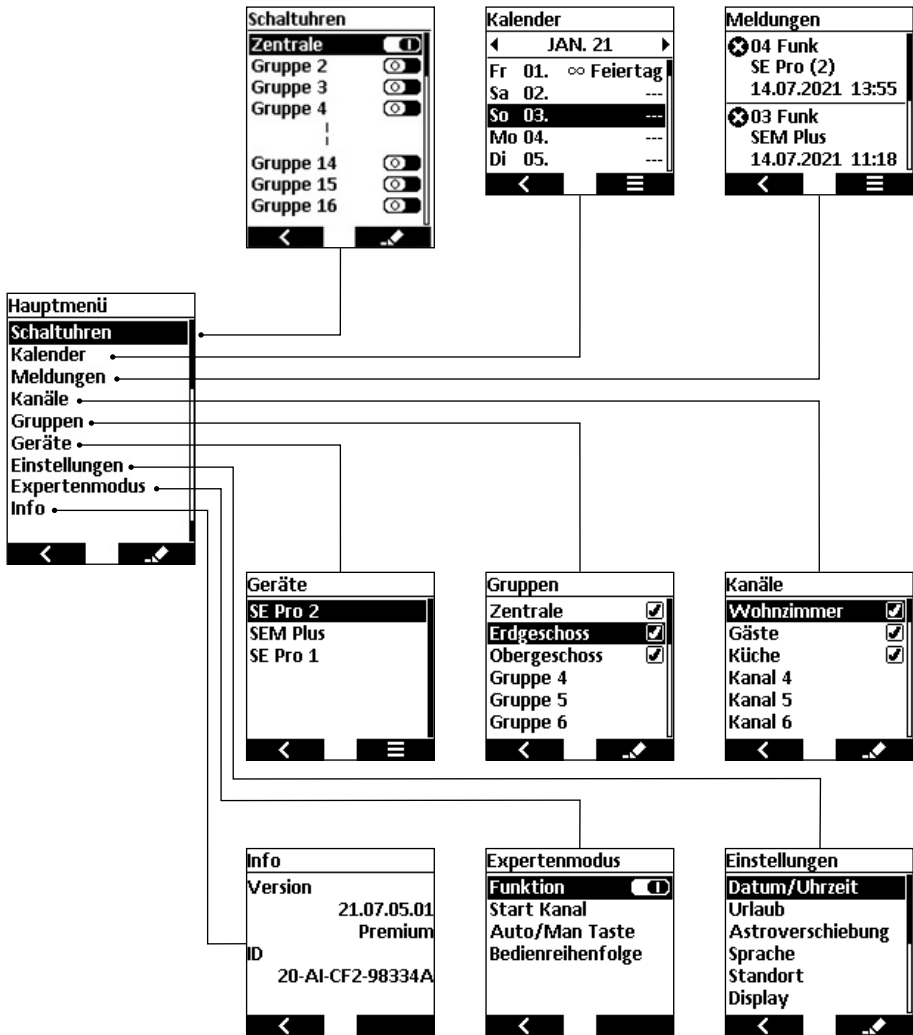 Schaltuhren
Zentrale
Gruppe 2
Gruppe 3
Gruppe 4
Gruppe 14
Gruppe 15
Gruppe 16
Kalender
JAN. 21
Fr 01. ∞ Feiertag
Sa 02. ---
So 03. ---
Mo 04. ---
Di 05. ---
Meldungen
04 Funk
SE Pro (2)
14.07.2021 13:55
03 Funk
SEM Plus
14.07.2021 11:18
Hauptmenü
Schaltuhren
Kalender
Meldungen
Kanäle
Gruppen
Geräte
Einstellungen
Expertenmodus
Info
Geräte
SE Pro 2
SEM Plus
SE Pro 1
Gruppen
Zentrale
Erdgeschoss
Obergeschoss
Gruppe 4
Gruppe 5
Gruppe 6
Kanäle
Wohnzimmer
Gäste
Küche
Kanal 4
Kanal 5
Kanal 6
Info
Version
21.07.05.01
Premium
ID
20-AI-CF2-98334A
Expertenmodus
Funktion
Start Kanal
Auto/Man Taste
Bedienreihenfolge
Einstellungen
Datum/Uhrzeit
Urlaub
Astroverschiebung
Sprache
Standort
Display